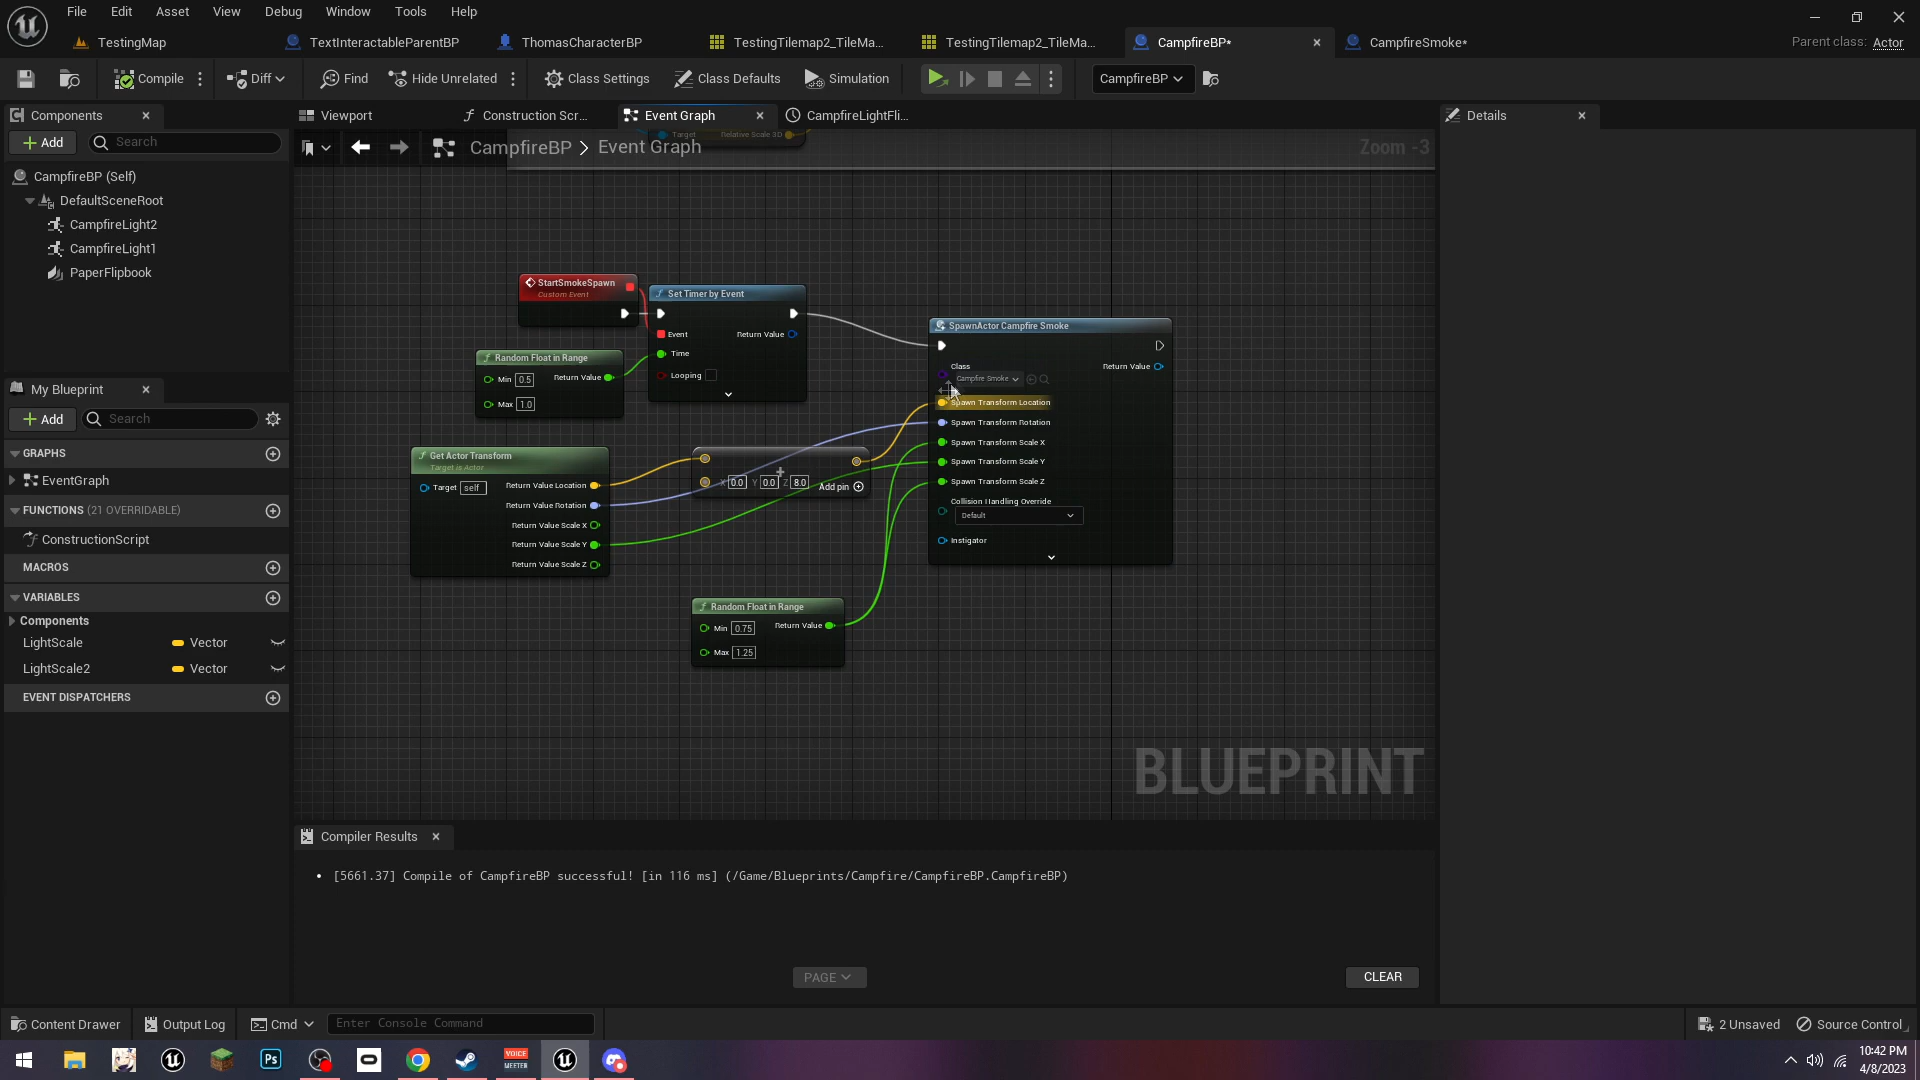 File Edit Asset View Debug Window Tools Help
TestingMap TextInteractableParentBP ThomasCharacterBP TestingTilemap2_TileMa... TestingTilemap2_TileMa... CampfireBP* CampfireSmoke* Parent class: Actor
Compile Diff Find Hide Unrelated Class Settings Class Defaults Simulation CampfireBP
Components
Add Search
CampfireBP (Self)
DefaultSceneRoot
CampfireLight2
CampfireLight1
PaperFlipbook
My Blueprint
Add Search
GRAPHS
EventGraph
FUNCTIONS (21 OVERRIDABLE)
ConstructionScript
MACROS
VARIABLES
Components
LightScale Vector
LightScale2 Vector
EVENT DISPATCHERS
Viewport Construction Scr... Event Graph CampfireLightFli...
Target Relative Scale 3D
CampfireBP > Event Graph Zoom -3
StartSmokeSpawn
Custom Event
Set Timer by Event
Event Return Value
Time
Looping
Random Float in Range
Min 0.5 Return Value
Max 1.0
Get Actor Transform
Target is Actor
Target self Return Value Location
Return Value Rotation
Return Value Scale X
Return Value Scale Y
Return Value Scale Z
X 0.0 Y 0.0 Z 8.0 Add pin
Random Float in Range
Min 0.75 Return Value
Max 1.25
SpawnActor Campfire Smoke
Class Return Value
Campfire Smoke
Spawn Transform Location
Spawn Transform Rotation
Spawn Transform Scale X
Spawn Transform Scale Y
Spawn Transform Scale Z
Collision Handling Override
Default
Instigator
BLUEPRINT
Compiler Results
[5661.37] Compile of CampfireBP successful! [in 116 ms] (/Game/Blueprints/Campfire/CampfireBP.CampfireBP)
PAGE CLEAR
Details
Content Drawer Output Log Cmd Enter Console Command 2 Unsaved Source Control
Ps VOICE MEETER
10:42 PM
4/8/2023